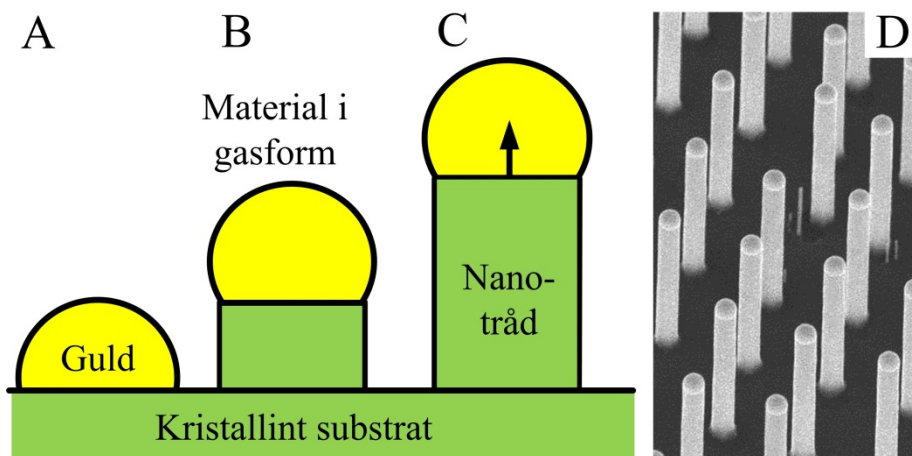 A
B
C
D
Material i
gasform
Nano-
tråd
Guld
Kristallint substrat